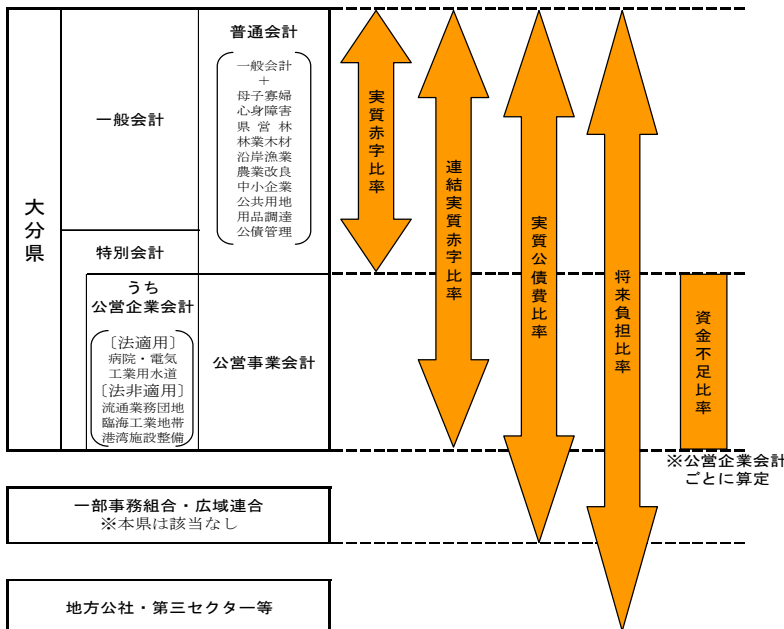 大分県
一般会計
普通会計
一般会計
+
母子寡婦
心身障害
県営林
林業木材
沿岸漁業
農業改良
中小企業
公共用地
用品調達
公債管理
特別会計
うち
公営企業会計
〔法適用〕
病院・電気
工業用水道
〔法非適用〕
流通業務団地
臨海工業地帯
港湾施設整備
公営事業会計
実質赤字比率
連結実質赤字比率
実質公債費比率
将来負担比率
資金不足比率
※公営企業会計
ごとに算定
一部事務組合・広域連合
※本県は該当なし
地方公社・第三セクター等